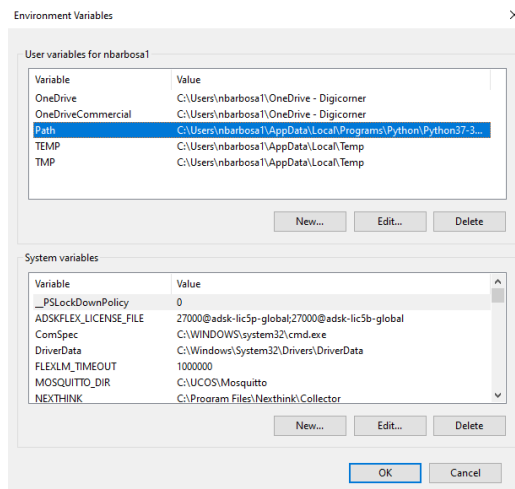 Environment Variables
User variables for nbarbosa1
Variable Value
OneDrive C:\Users\nbarbosa1\OneDrive - Digicorner
OneDriveCommercial C:\Users\nbarbosa1\OneDrive - Digicorner
Path C:\Users\nbarbosa1\AppData\Local\Programs\Python\Python37-3...
TEMP C:\Users\nbarbosa1\AppData\Local\Temp
TMP C:\Users\nbarbosa1\AppData\Local\Temp
New... Edit... Delete
System variables
Variable Value
__PSLockDownPolicy 0
ADSKFLEX_LICENSE_FILE 27000@adsk-lic5p-global;27000@adsk-lic5b-global
ComSpec C:\WINDOWS\system32\cmd.exe
DriverData C:\Windows\System32\Drivers\DriverData
FLEXLM_TIMEOUT 1000000
MOSQUITTO_DIR C:\UCOS\Mosquitto
NEXTHINK C:\Program Files\Nexthink\Collector
New... Edit... Delete
OK Cancel